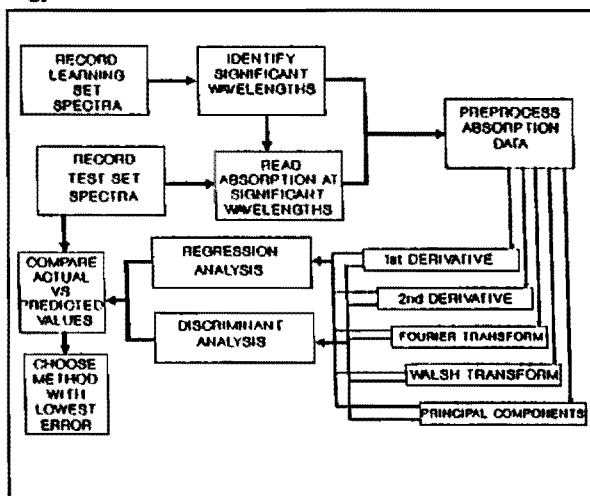 RECORD
LEARNING
SET
SPECTRA
IDENTIFY
SIGNIFICANT
WAVELENGTHS
PREPROCESS
ABSORPTION
DATA
RECORD
TEST SET
SPECTRA
READ
ABSORPTION AT
SIGNIFICANT
WAVELENGTHS
COMPARE
ACTUAL
VS
PREDICTED
VALUES
REGRESSION
ANALYSIS
DISCRIMINANT
ANALYSIS
1st DERIVATIVE
2nd DERIVATIVE
FOURIER TRANSFORM
WALSH TRANSFORM
PRINCIPAL COMPONENTS
CHOOSE
METHOD
WITH
LOWEST
ERROR